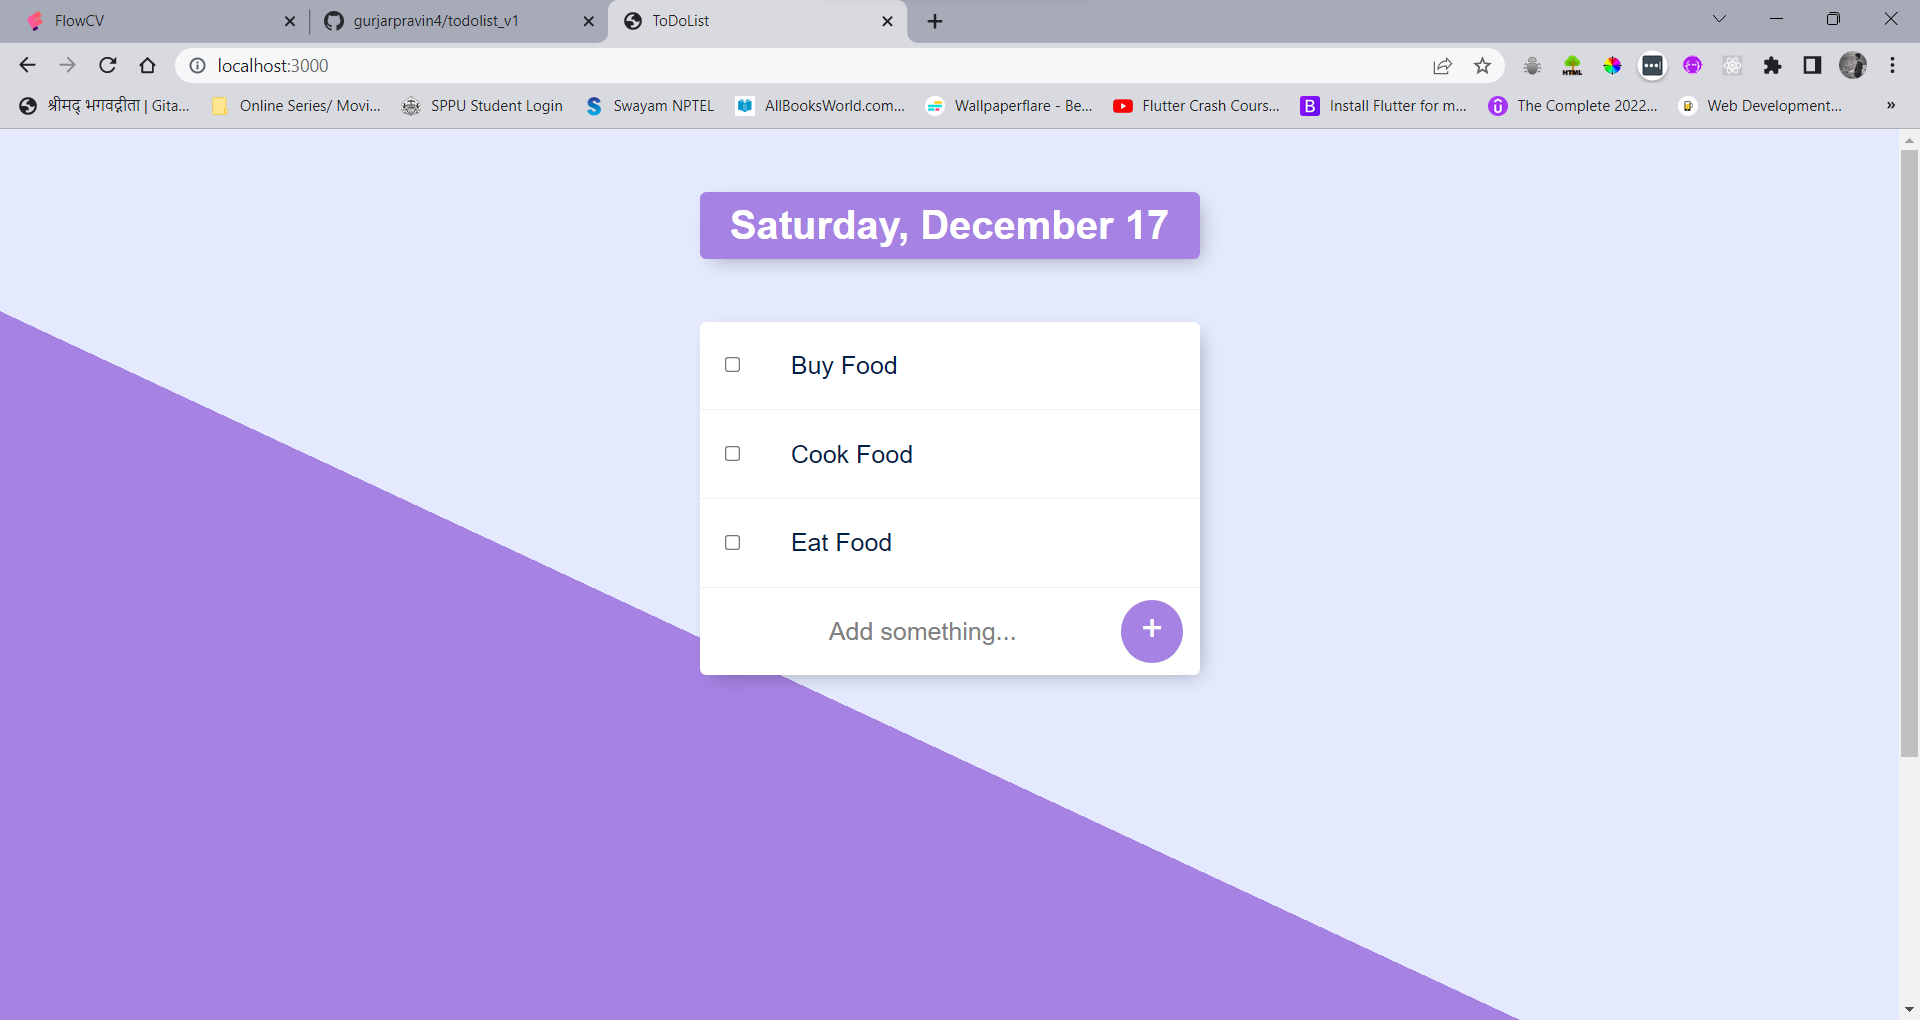 FlowCV
gurjarpravin4/todolist_v1
ToDoList
localhost:3000
HTML
श्रीमद् भगवद्गीता | Gita...
Online Series/ Movi...
SPPU Student Login
Swayam NPTEL
AllBooksWorld.com...
Wallpaperflare - Be...
Flutter Crash Cours...
Install Flutter for m...
The Complete 2022...
Web Development...
»
Saturday, December 17
Buy Food
Cook Food
Eat Food
Add something...
+